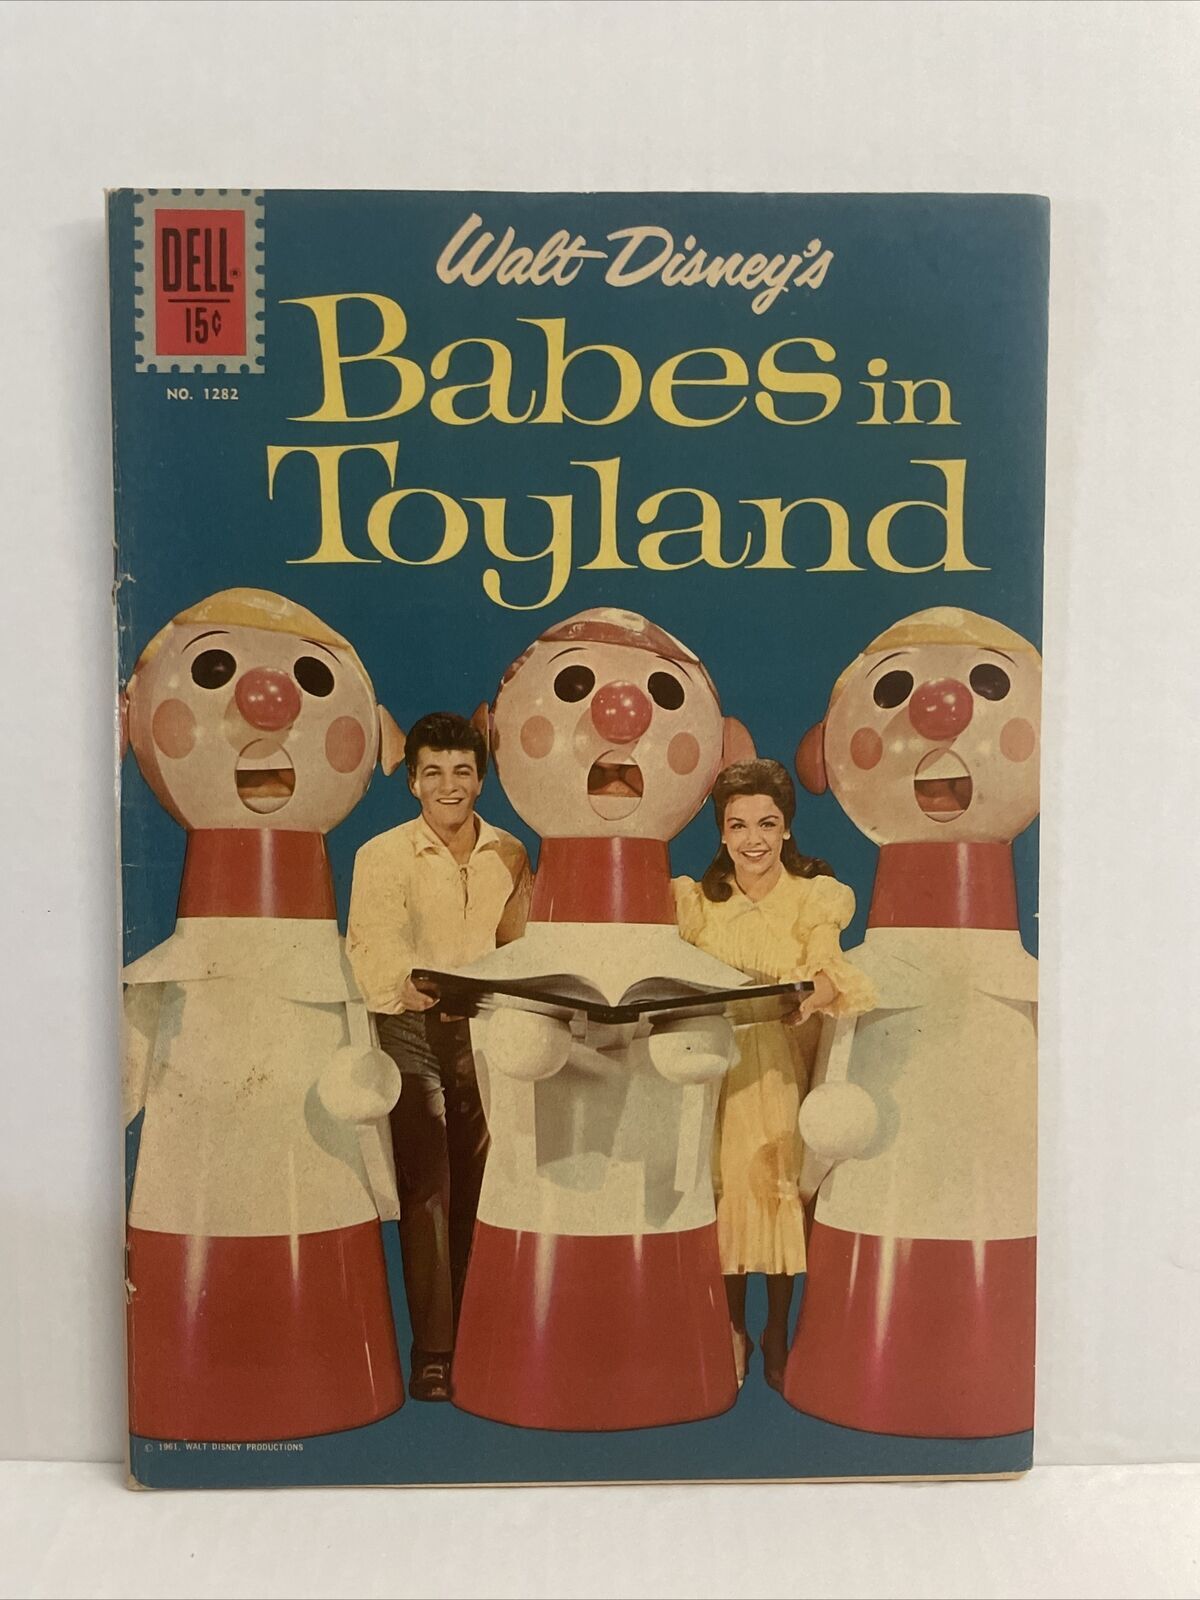 DELL
15¢
NO. 1282
Walt Disney's
Babes in
Toyland
© 1961, WALT DISNEY PRODUCTIONS